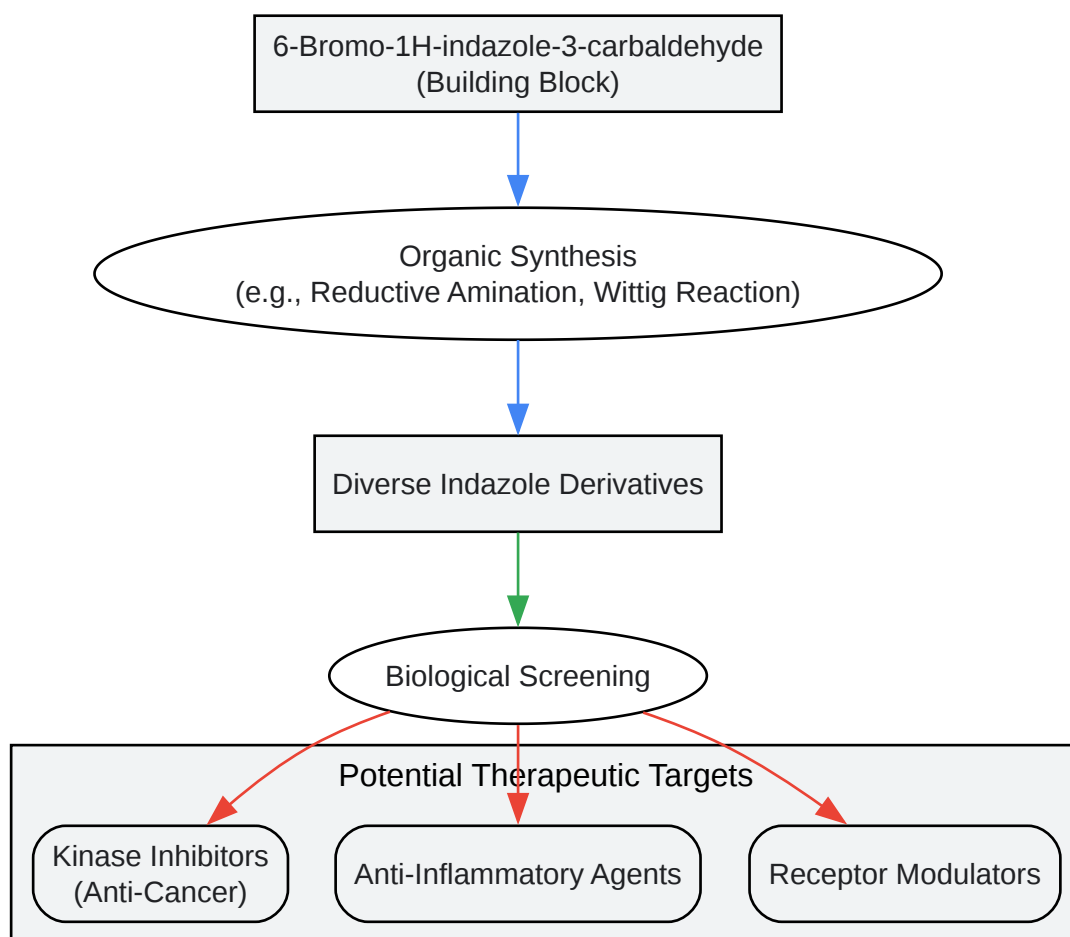 6-Bromo-1H-indazole-3-carbaldehyde
(Building Block)
Organic Synthesis
(e.g., Reductive Amination, Wittig Reaction)
Diverse Indazole Derivatives
Biological Screening
Potential Therapeutic Targets
Kinase Inhibitors
(Anti-Cancer)
Anti-Inflammatory Agents
Receptor Modulators